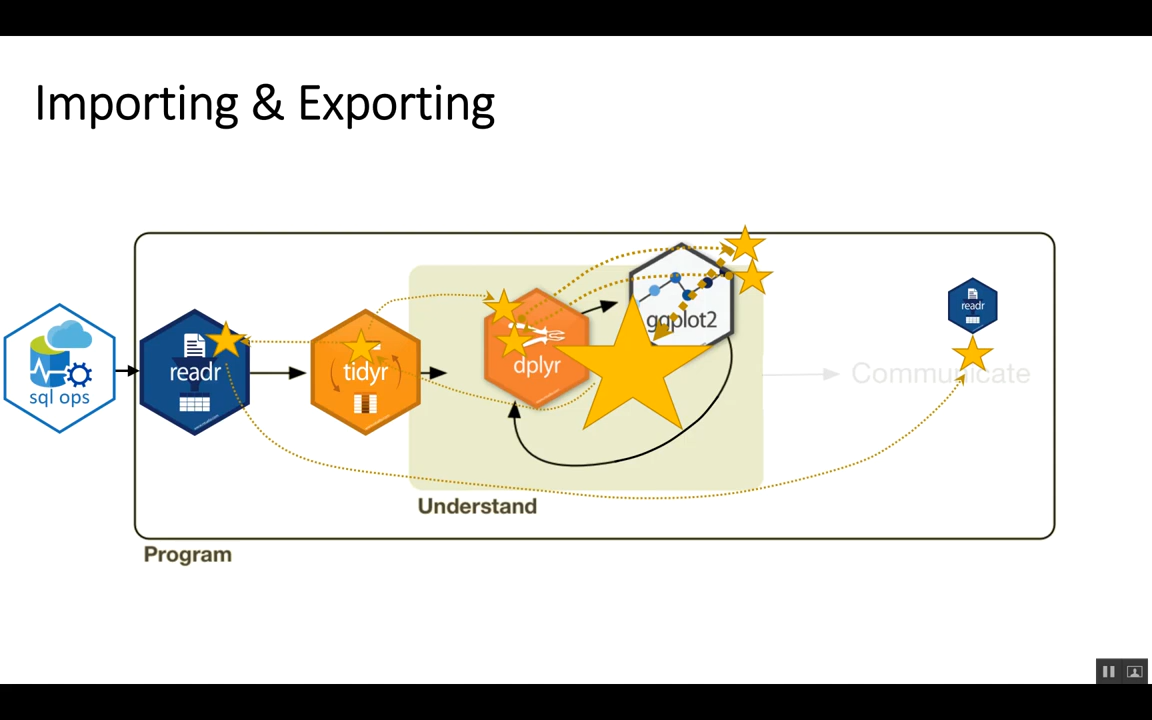 Importing & Exporting
sql ops
readr
tidyr
dplyr
ggplot2
readr
Communicate
Understand
Program